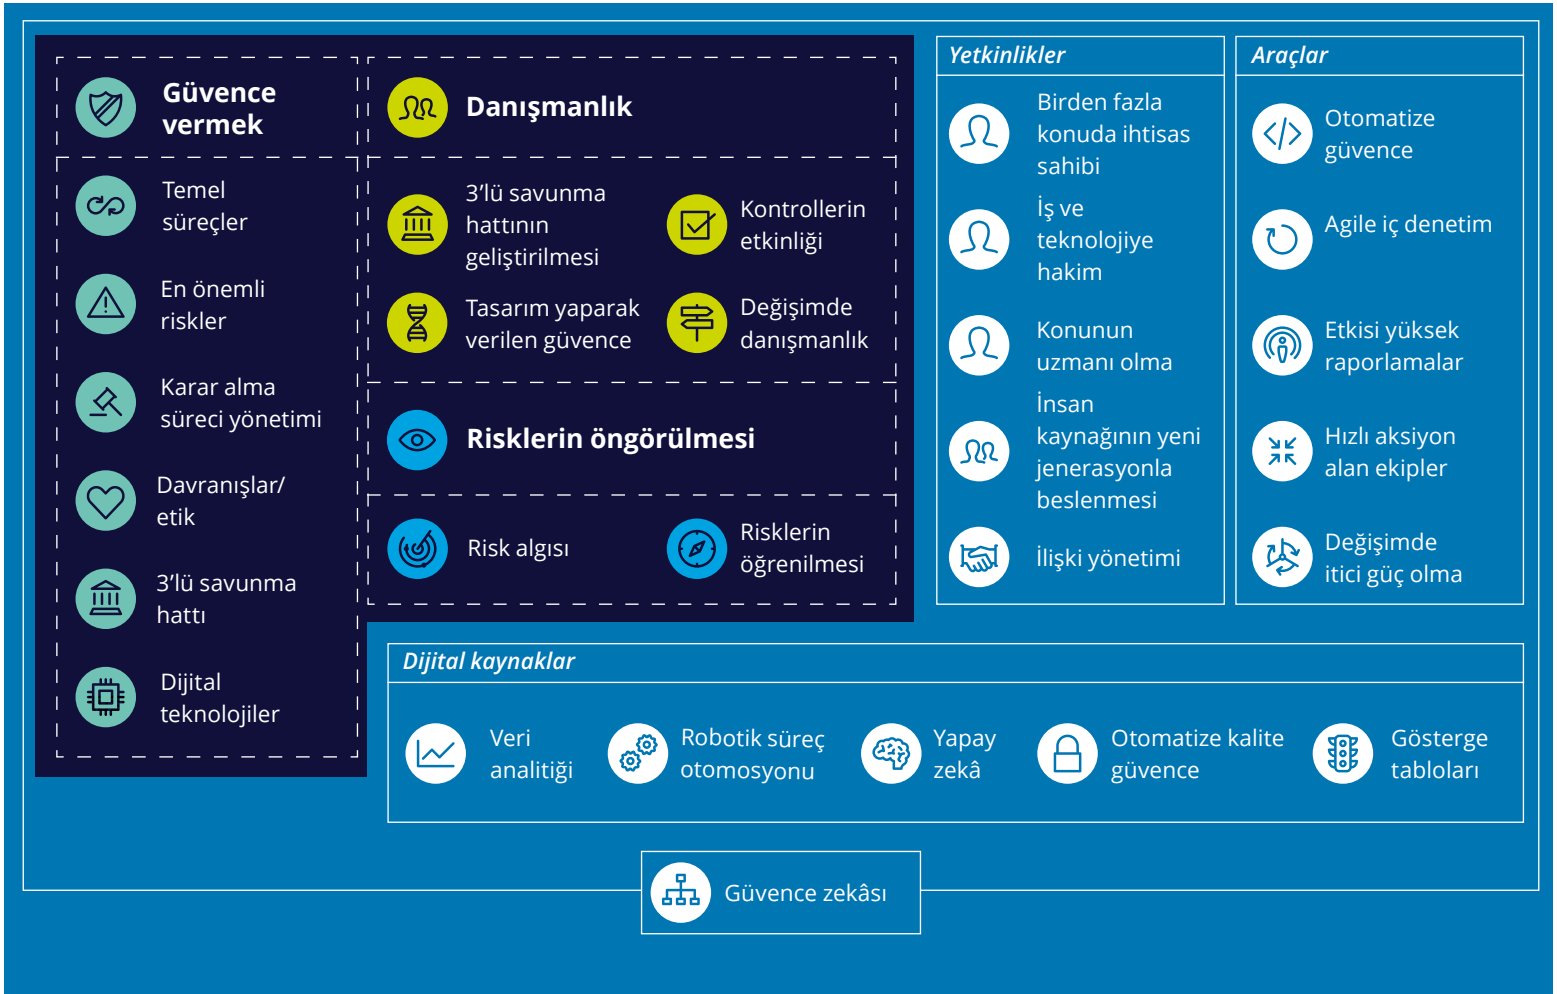 Güvence
vermek
Temel
süreçler
En önemli
riskler
Karar alma
süreci yönetimi
Davranışlar/
etik
3’lü savunma
hattı
Dijital
teknolojiler
Danışmanlık
3’lü savunma
hattının
geliştirilmesi
Kontrollerin
etkinliği
Tasarım yaparak
verilen güvence
Değişimde
danışmanlık
Risklerin öngörülmesi
Risk algısı
Risklerin
öğrenilmesi
Yetkinlikler
Birden fazla
konuda ihtisas
sahibi
İş ve
teknolojiye
hakim
Konunun
uzmanı olma
İnsan
kaynağının yeni
jenerasyonla
beslenmesi
İlişki yönetimi
Araçlar
Otomatize
güvence
Agile iç denetim
Etkisi yüksek
raporlamalar
Hızlı aksiyon
alan ekipler
Değişimde
itici güç olma
Dijital kaynaklar
Veri
analitiği
Robotik süreç
otomosyonu
Yapay
zekâ
Otomatize kalite
güvence
Gösterge
tabloları
Güvence zekâsı